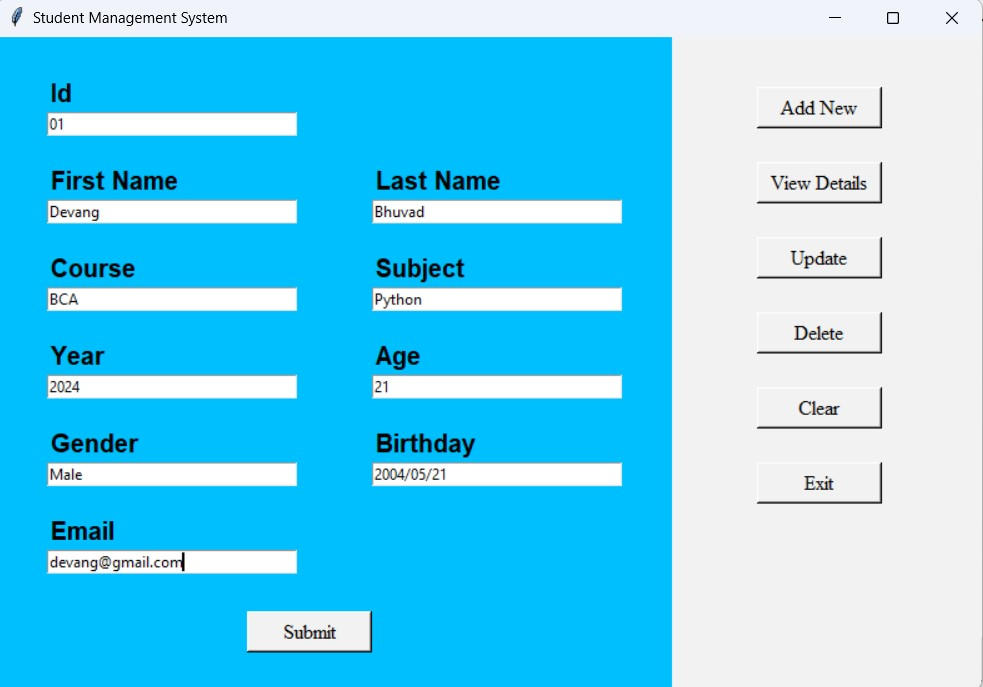 Student Management System
Id
01
First Name Last Name
Devang Bhuvad
Course Subject
BCA Python
Year Age
2024 21
Gender Birthday
Male 2004/05/21
Email
devang@gmail.com
Submit
Add New
View Details
Update
Delete
Clear
Exit